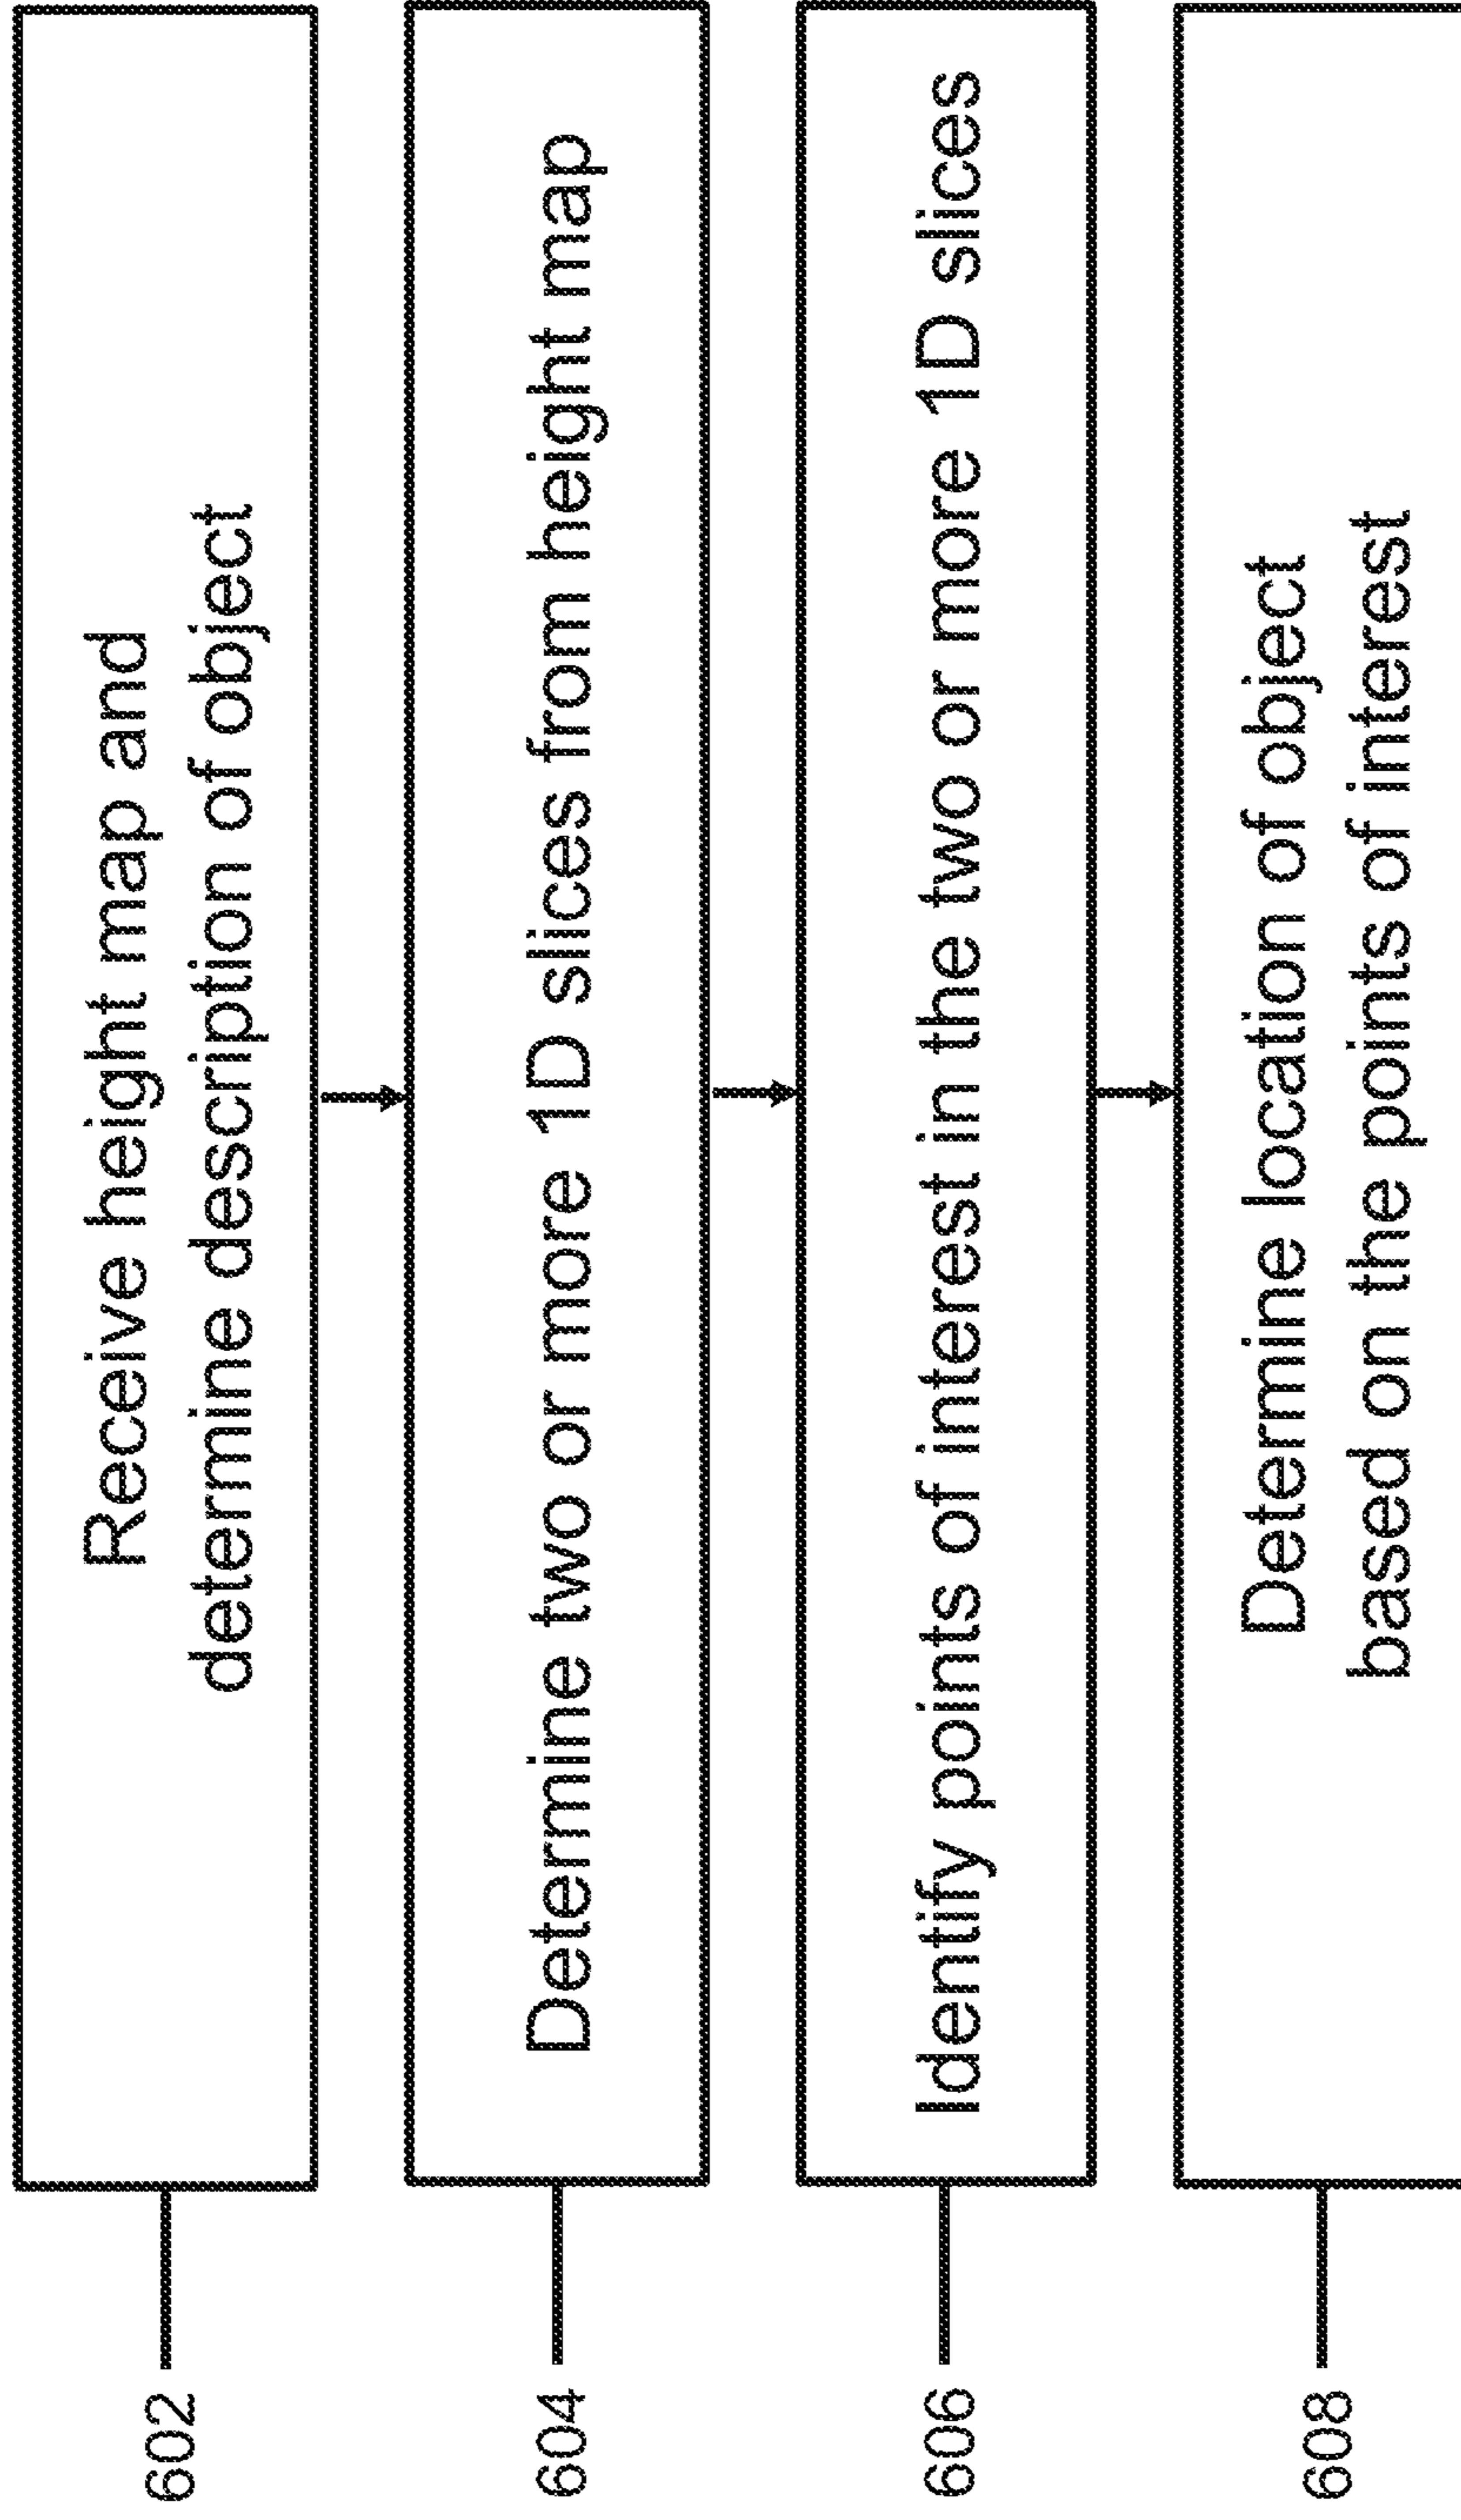 602
Receive height map and
determine description of object
604
Determine two or more 1D slices from height map
606
Identify points of interest in the two or more 1D slices
608
Determine location of object
based on the points of interest